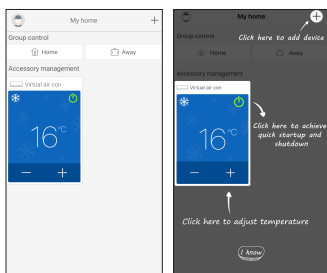 My home +
Group control
Home
Away
Accessory management
Virtual air con
16°C
− +
My home +
Click here to add device
Group control
Home
Away
Accessory management
Virtual air con
16°C
Click here to achieve
quick startup and
shutdown
− +
Click here to adjust temperature
I know